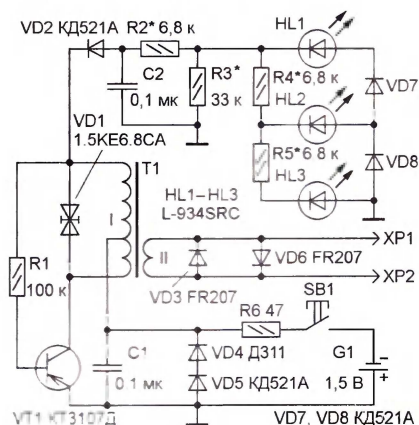 VD2 КД521А
R2* 6,8 к
HL1
C2
0,1 мк
R3*
33 к
R4* 6,8 к
HL2
VD7
VD1
1.5KE6.8CA
R5* 6 8 к
HL3
VD8
T1
HL1–HL3
L-934SRC
I
II
XP1
R1
100 к
VD3 FR207
VD6 FR207
XP2
SB1
R6 47
C1
0.1 мк
VD4 Д311
G1
VD5 КД521А
1,5 В
VT1 КТ3107Д
VD7, VD8 КД521А